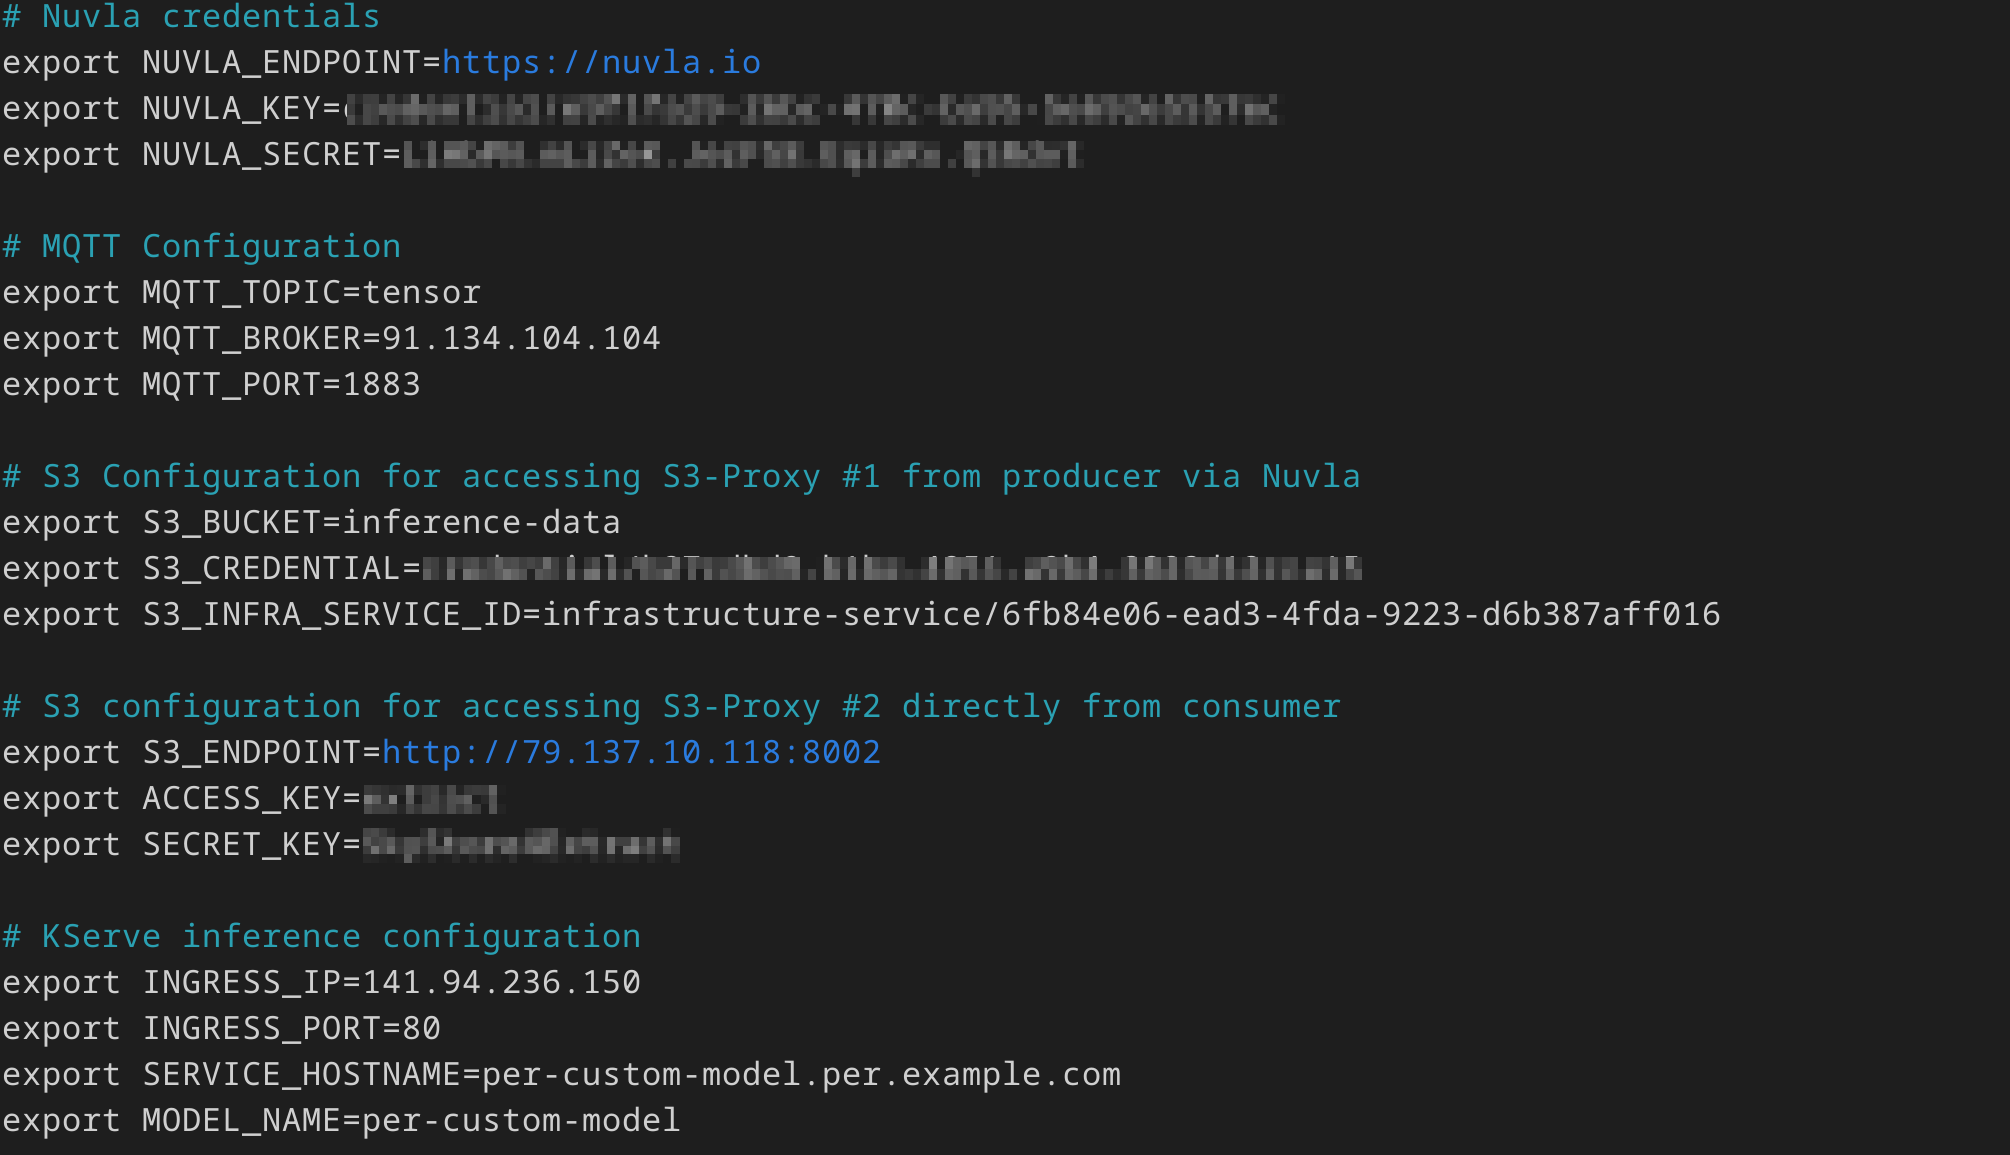 # Nuvla credentials
export NUVLA_ENDPOINT=https://nuvla.io
export NUVLA_KEY=
export NUVLA_SECRET=
# MQTT Configuration
export MQTT_TOPIC=tensor
export MQTT_BROKER=91.134.104.104
export MQTT_PORT=1883
# S3 Configuration for accessing S3-Proxy #1 from producer via Nuvla
export S3_BUCKET=inference-data
export S3_CREDENTIAL=
export S3_INFRA_SERVICE_ID=infrastructure-service/6fb84e06-ead3-4fda-9223-d6b387aff016
# S3 configuration for accessing S3-Proxy #2 directly from consumer
export S3_ENDPOINT=http://79.137.10.118:8002
export ACCESS_KEY=
export SECRET_KEY=
# KServe inference configuration
export INGRESS_IP=141.94.236.150
export INGRESS_PORT=80
export SERVICE_HOSTNAME=per-custom-model.per.example.com
export MODEL_NAME=per-custom-model